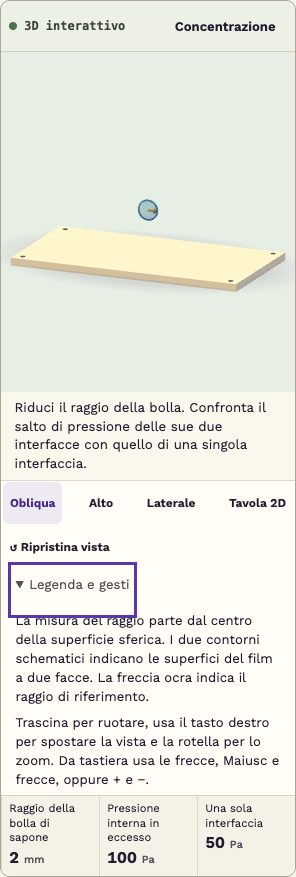 3D interattivo
Concentrazione
Riduci il raggio della bolla. Confronta il
salto di pressione delle sue due
interfacce con quello di una singola
interfaccia.
Obliqua Alto Laterale Tavola 2D
↺ Ripristina vista
▼ Legenda e gesti
La misura del raggio parte dal centro
della superficie sferica. I due contorni
schematici indicano le superfici del film
a due facce. La freccia ocra indica il
raggio di riferimento.
Trascina per ruotare, usa il tasto destro
per spostare la vista e la rotella per lo
zoom. Da tastiera usa le frecce, Maiusc e
frecce, oppure + e −.
Raggio della
bolla di
sapone
2 mm
Pressione
interna in
eccesso
100 Pa
Una sola
interfaccia
50 Pa